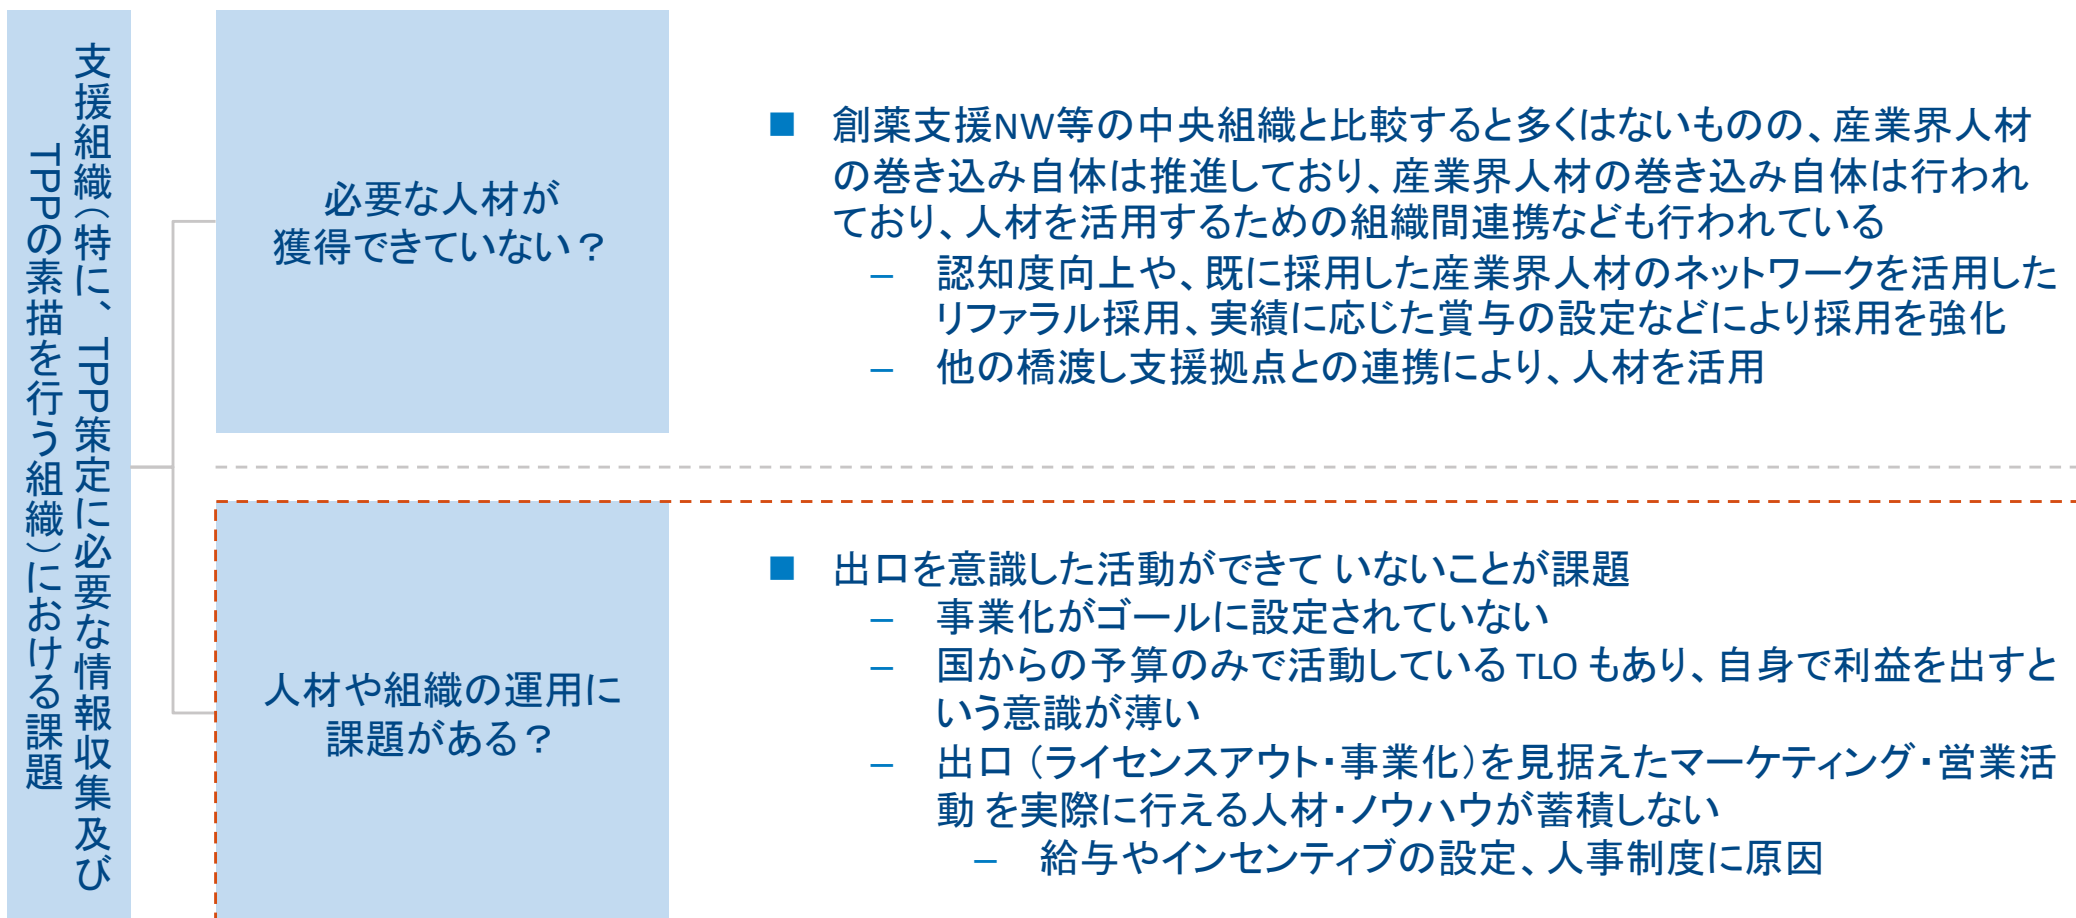 支援組織（特に、TPP策定に必要な情報収集及び
TPPの素描を行う組織）における課題
必要な人材が
獲得できていない？
■ 創薬支援NW等の中央組織と比較すると多くはないものの、産業界人材
の巻き込み自体は推進しており、産業界人材の巻き込み自体は行われ
ており、人材を活用するための組織間連携なども行われている
– 認知度向上や、既に採用した産業界人材のネットワークを活用した
リファラル採用、実績に応じた賞与の設定などにより採用を強化
– 他の橋渡し支援拠点との連携により、人材を活用
人材や組織の運用に
課題がある？
■ 出口を意識した活動ができて いないことが課題
– 事業化がゴールに設定されていない
– 国からの予算のみで活動している TLO もあり、自身で利益を出すと
いう意識が薄い
– 出口 （ライセンスアウト・事業化）を見据えたマーケティング・営業活
動 を実際に行える人材・ノウハウが蓄積しない
– 給与やインセンティブの設定、人事制度に原因